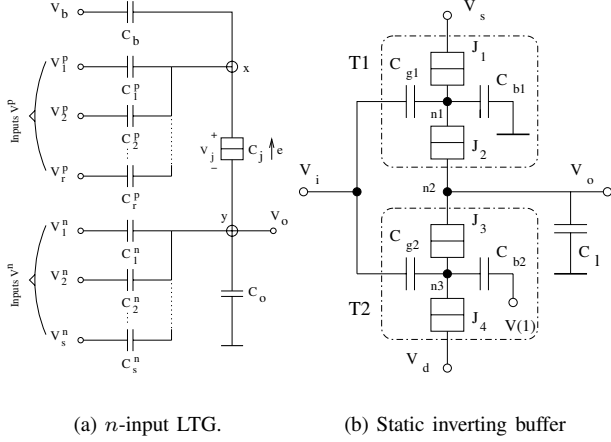 V_b
C_b
V_1^p
C_1^p
x
V_2^p
C_2^p
Inputs V^p
+
V_j
C_j
e
−
V_r^p
C_r^p
y
V_o
V_1^n
C_1^n
V_2^n
C_2^n
Inputs V^n
C_o
V_s^n
C_s^n
(a) n-input LTG.
V_s
T1
J_1
C_g1
C_b1
n1
J_2
V_i
n2
V_o
J_3
C_g2
C_b2
C_l
n3
T2
J_4
V(1)
V_d
(b) Static inverting buffer